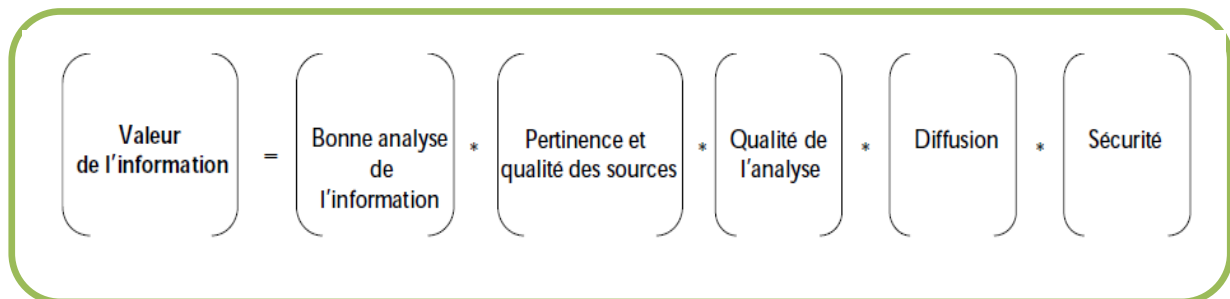 Valeur
de l'information
=
Bonne analyse
de
l'information
*
Pertinence et
qualité des sources
*
Qualité de
l'analyse
*
Diffusion
*
Sécurité